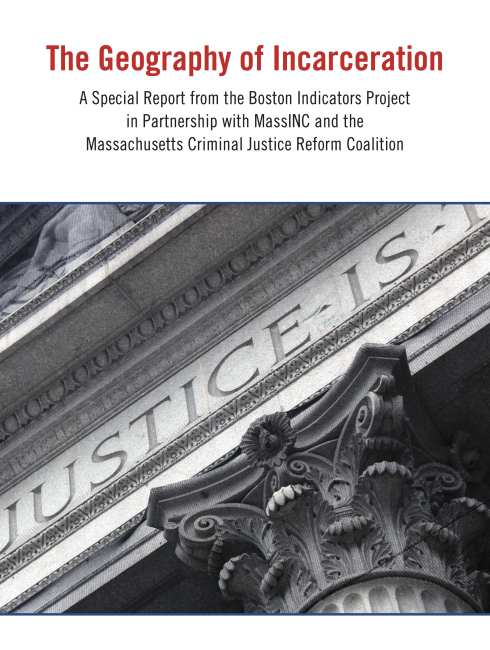 The Geography of Incarceration
A Special Report from the Boston Indicators Project
in Partnership with MassINC and the
Massachusetts Criminal Justice Reform Coalition
JUSTICE·IS·